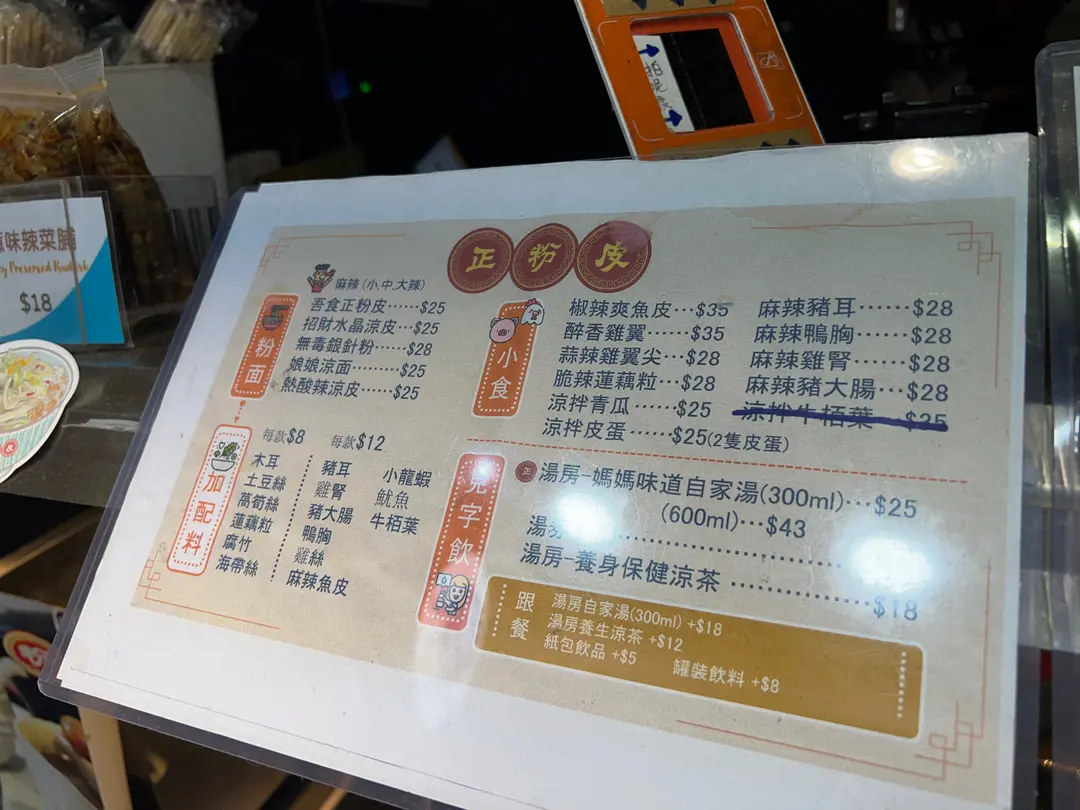 味辣菜脯
Preserved Radish
$18
正粉皮
麻辣(小,中,大辣)
粉面
吾食正粉皮……$25
招財水晶涼皮…$25
無毒銀針粉……$28
娘娘涼面………$25
熱酸辣涼皮……$25
加配料
每款$8
木耳
土豆絲
萵筍絲
蓮藕粒
腐竹
海帶絲
每款$12
豬耳
雞腎
豬大腸
鴨胸
雞絲
麻辣魚皮
小龍蝦
魷魚
牛栢葉
小食
椒辣爽魚皮…$35
醉香雞翼……$35
蒜辣雞翼尖…$28
脆辣蓮藕粒…$28
涼拌青瓜……$25
涼拌皮蛋……$25(2隻皮蛋)
麻辣豬耳……$28
麻辣鴨胸……$28
麻辣雞腎……$28
麻辣豬大腸…$28
涼拌牛栢葉…$25
字飲
正
湯房-媽媽味道自家湯(300ml)…$25
(600ml)…$43
湯房
湯房-養身保健涼茶……$18
跟餐
湯房自家湯(300ml) +$18
湯房養生涼茶 +$12
紙包飲品 +$5
罐裝飲料 +$8